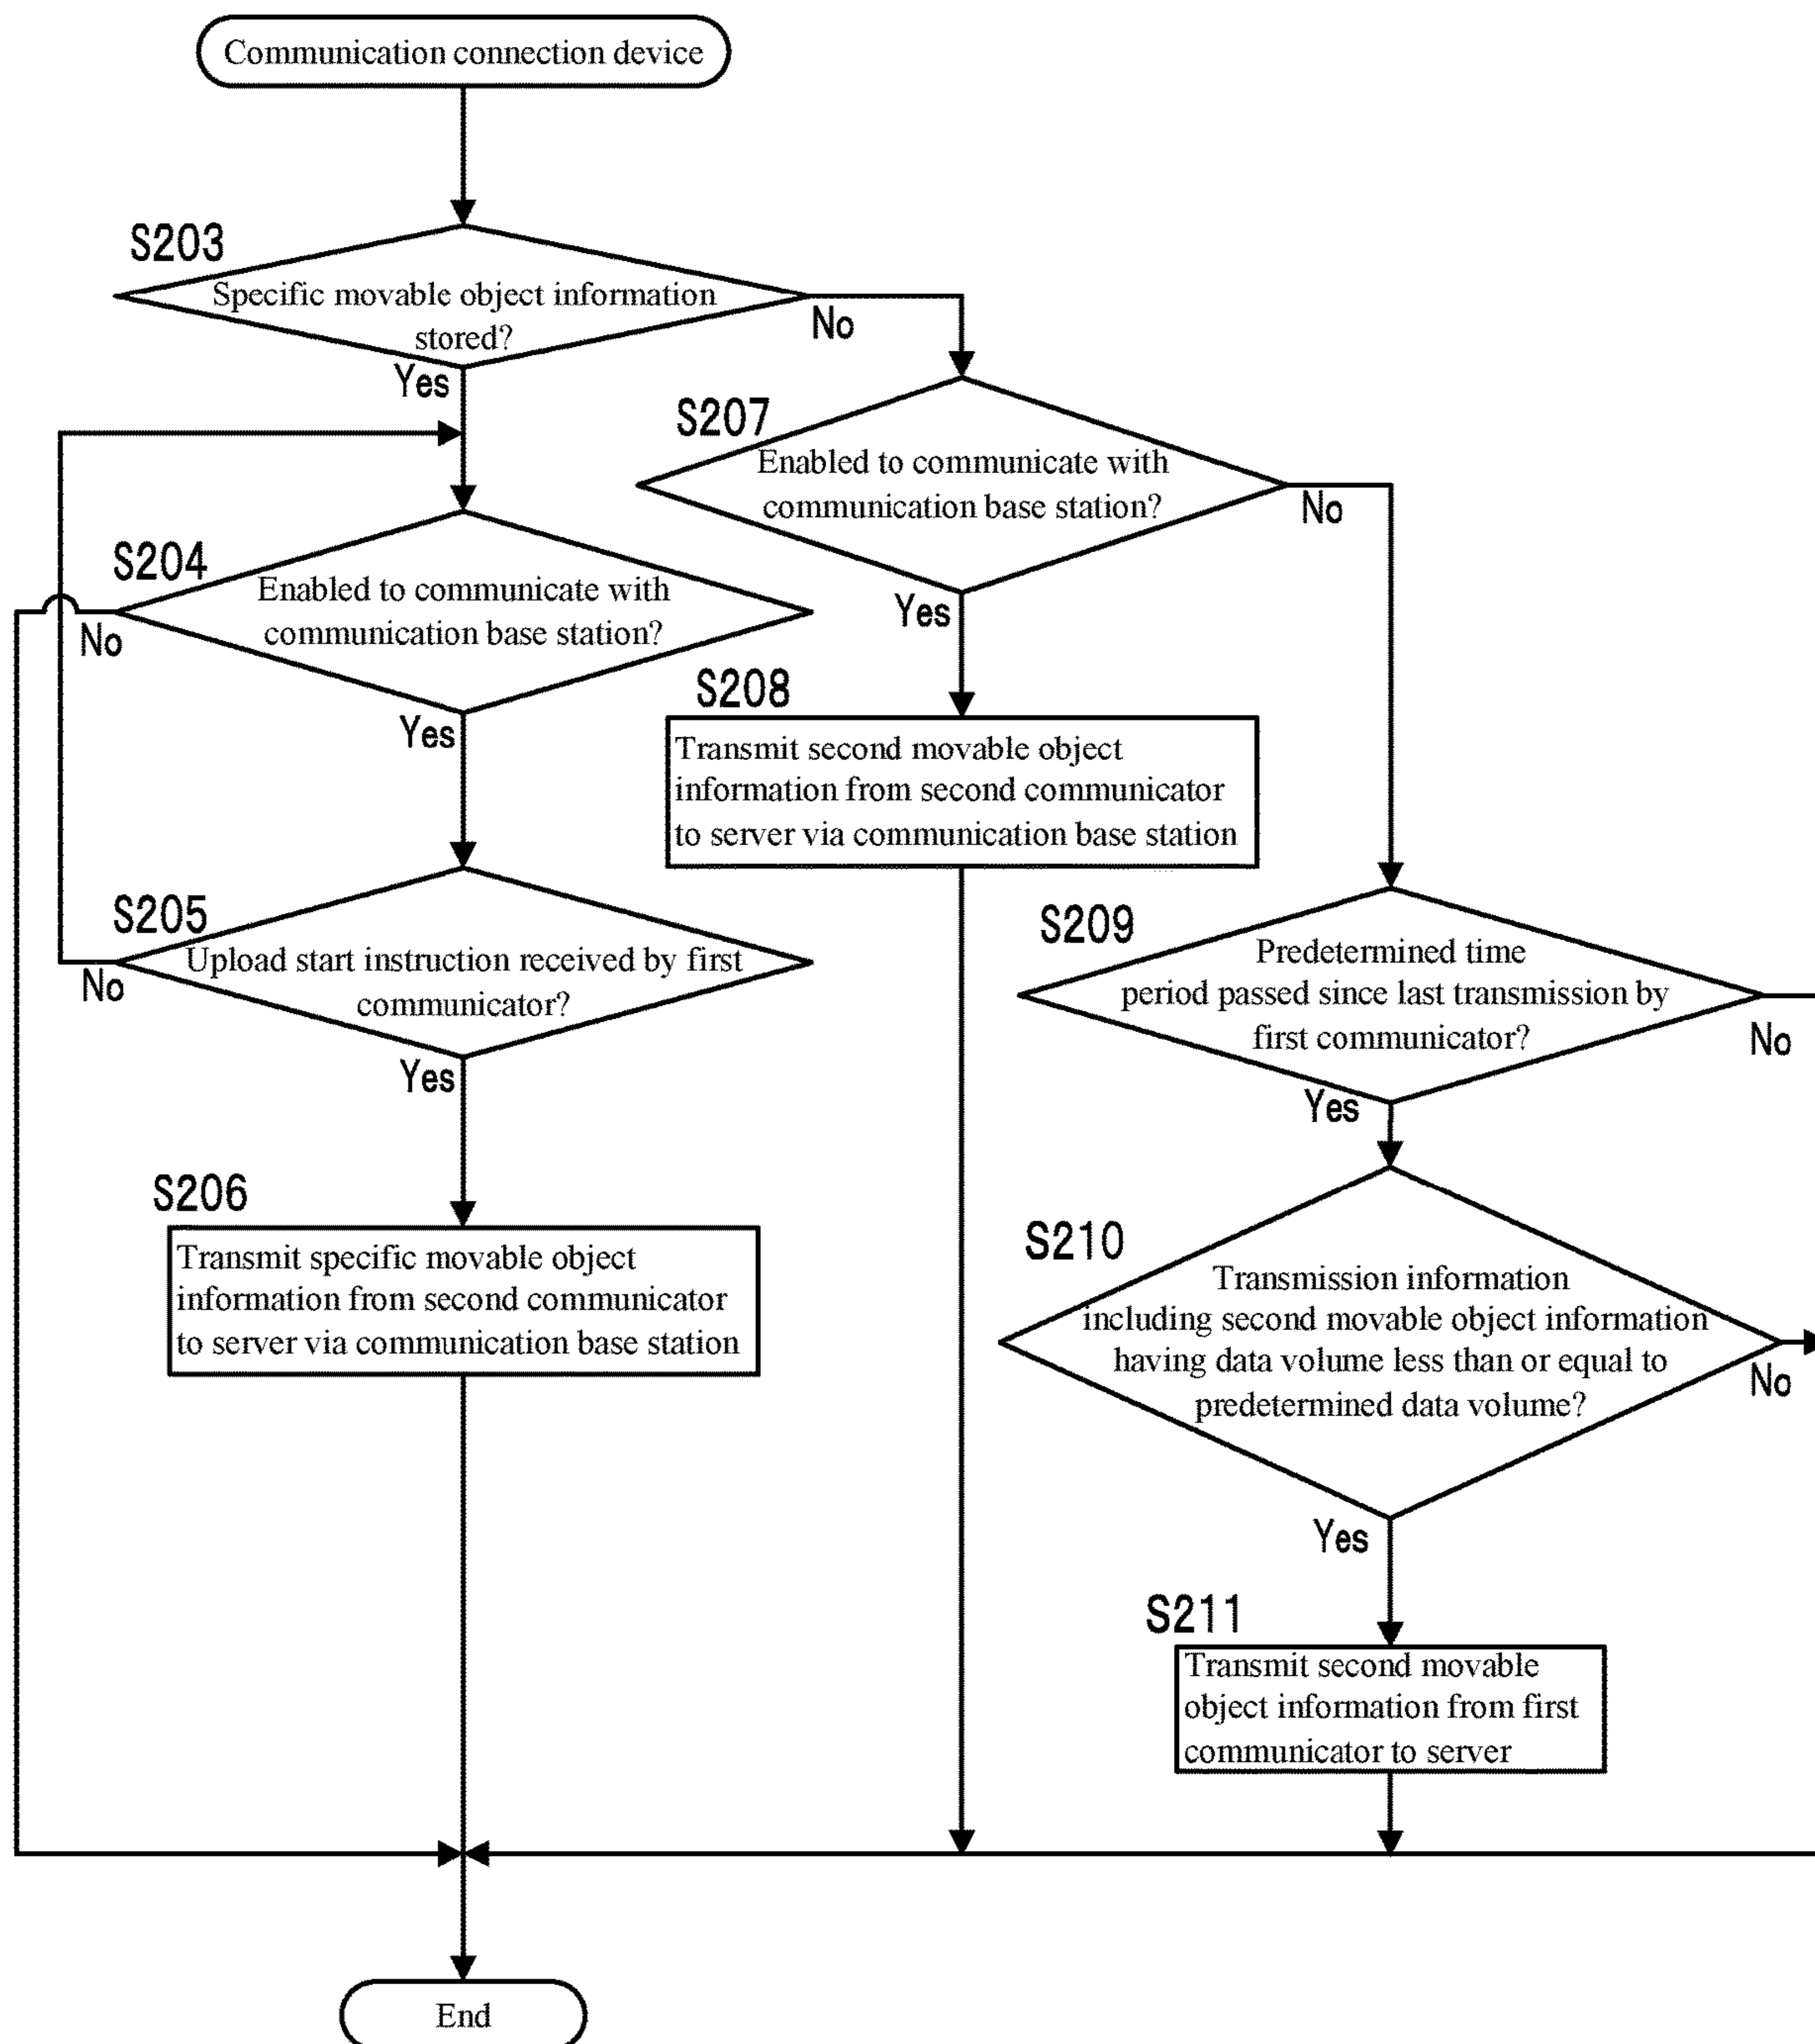 Communication connection device
S203
Specific movable object information
stored?
No
Yes
S207
Enabled to communicate with
communication base station?
No
Yes
S204
Enabled to communicate with
communication base station?
No
Yes
S208
Transmit second movable object
information from second communicator
to server via communication base station
S205
Upload start instruction received by first
communicator?
No
Yes
S209
Predetermined time
period passed since last transmission by
first communicator?
No
Yes
S206
Transmit specific movable object
information from second communicator
to server via communication base station
S210
Transmission information
including second movable object information
having data volume less than or equal to
predetermined data volume?
No
Yes
S211
Transmit second movable
object information from first
communicator to server
End